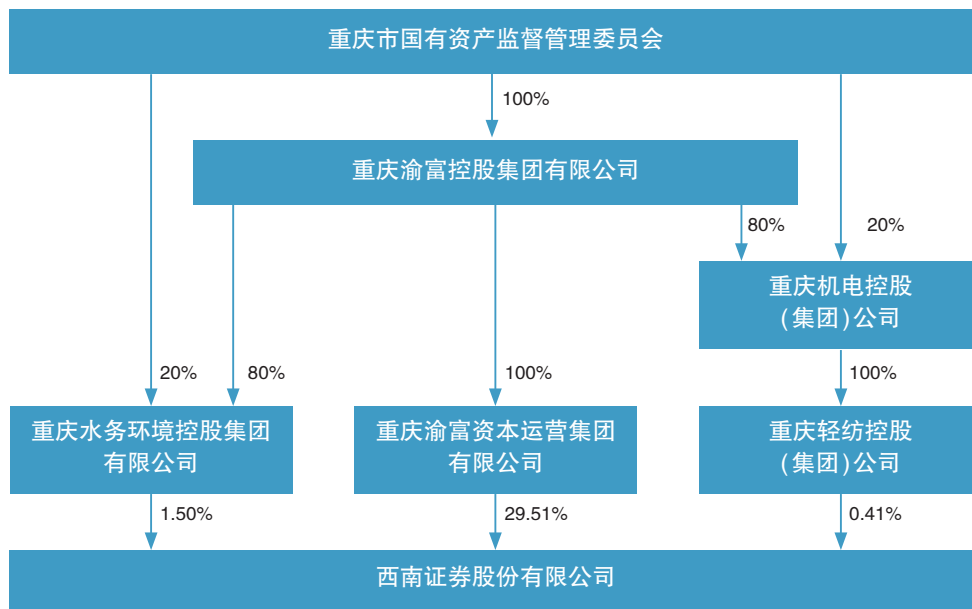 重庆市国有资产监督管理委员会
100%
重庆渝富控股集团有限公司
80%
20%
重庆机电控股
(集团)公司
20%
80%
100%
100%
重庆水务环境控股集团
有限公司
重庆渝富资本运营集团
有限公司
重庆轻纺控股
(集团)公司
1.50%
29.51%
0.41%
西南证券股份有限公司